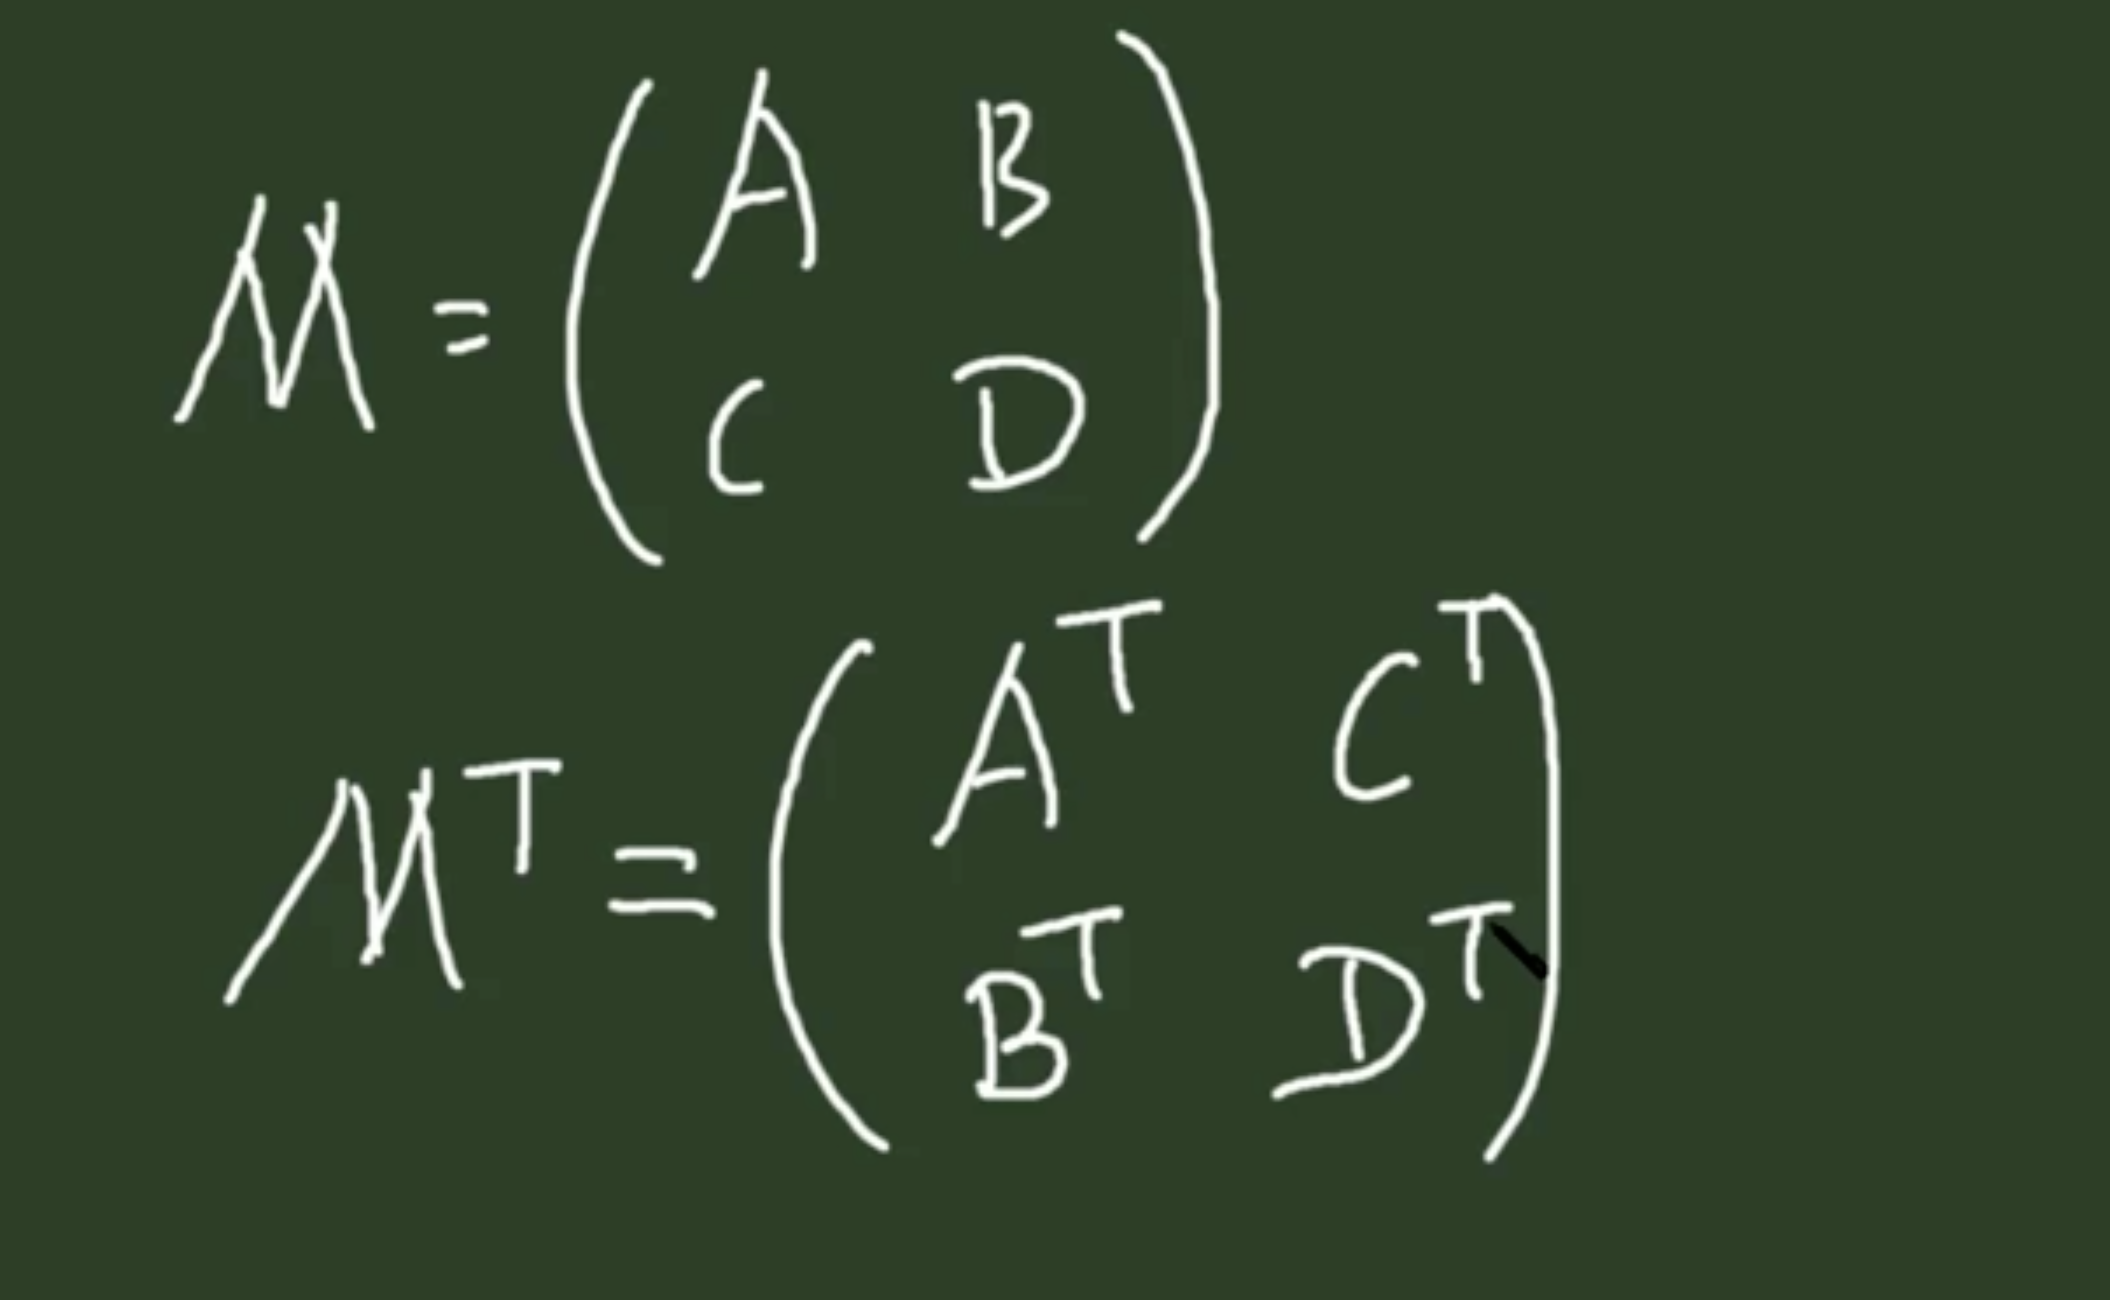 M = ( A B
C D )
M^T = ( A^T C^T
B^T D^T )